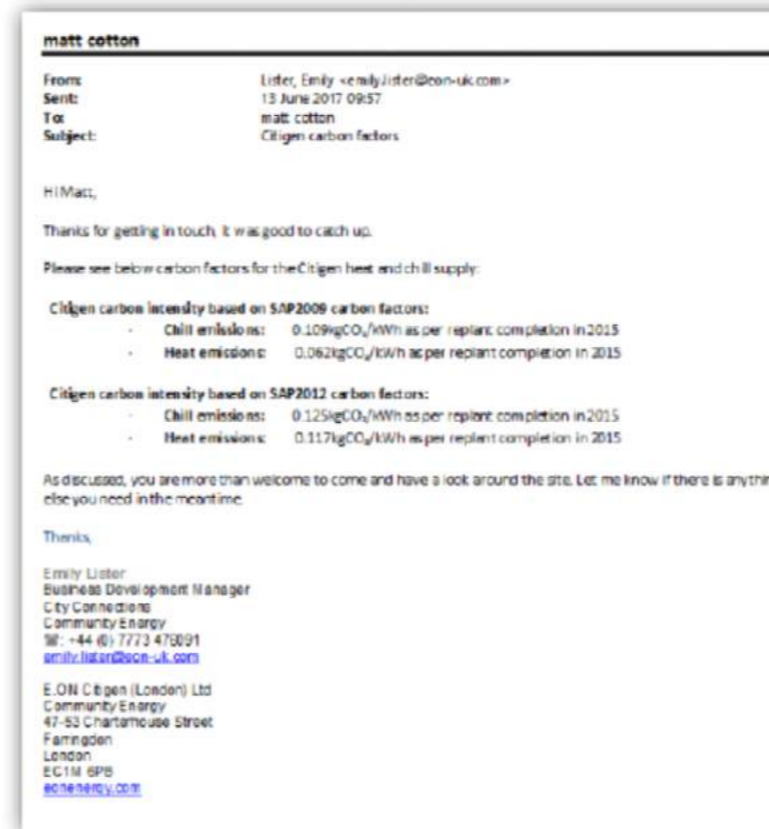 matt cotton
From: Lister, Emily <emily.lister@eon-uk.com>
Sent: 13 June 2017 09:57
To: matt cotton
Subject: Citigen carbon factors
Hi Matt,
Thanks for getting in touch, it was good to catch up.
Please see below carbon factors for the Citigen heat and chill supply:
Citigen carbon intensity based on SAP2009 carbon factors:
- Chill emissions: 0.109kgCO₂/kWh as per replant completion in 2015
- Heat emissions: 0.062kgCO₂/kWh as per replant completion in 2015
Citigen carbon intensity based on SAP2012 carbon factors:
- Chill emissions: 0.125kgCO₂/kWh as per replant completion in 2015
- Heat emissions: 0.117kgCO₂/kWh as per replant completion in 2015
As discussed, you are more than welcome to come and have a look around the site. Let me know if there is anythin
else you need in the meantime.
Thanks,
Emily Lister
Business Development Manager
City Connections
Community Energy
☎: +44 (0) 7773
emily.lister@eon-uk.com
E.ON Citigen (London) Ltd
Community Energy
47-53 Charterhouse Street
Farringdon
London
EC1M 6PB
eonenergy.com